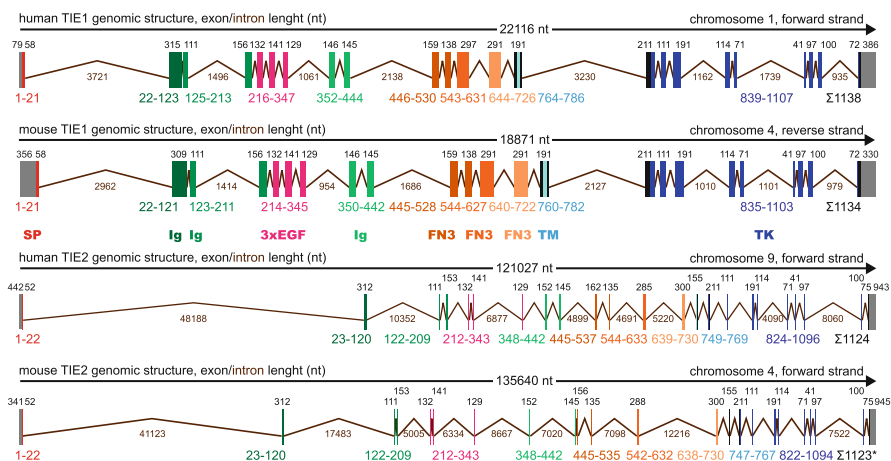 human TIE1 genomic structure, exon/intron lenght (nt) 22116 nt chromosome 1, forward strand
79 58 315 111 156 132 141 129 146 145 159 138 297 291 191 211 111 191 114 71 41 97 100 72 386
3721 1496 1061 2138 3230 1162 1739 935
1-21 22-123 125-213 216-347 352-444 446-530 543-631 644-726 764-786 839-1107 Σ1138
mouse TIE1 genomic structure, exon/intron lenght (nt) 18871 nt chromosome 4, reverse strand
356 58 309 111 156 132 141 129 146 145 159 138 291 291 191 211 111 191 114 71 41 97 100 72 330
2962 1414 954 1686 2127 1010 1101 979
1-21 22-121 123-211 214-345 350-442 445-528 544-627 640-722 760-782 835-1103 Σ1134
SP Ig Ig 3xEGF Ig FN3 FN3 FN3 TM TK
human TIE2 genomic structure, exon/intron lenght (nt) 121027 nt chromosome 9, forward strand
442 52 312 111 153 132 141 129 152 145 162 135 285 300 155 209 111 191 114 71 41 97 100 75 943
48188 10352 6877 4899 4691 5220 4090 8060
1-22 23-120 122-209 212-343 348-442 445-537 544-633 639-730 749-769 824-1096 Σ1124
mouse TIE2 genomic structure, exon/intron lenght (nt) 135640 nt chromosome 4, forward strand
341 52 312 111 153 132 141 129 152 145 156 135 288 300 155 211 111 191 114 71 41 97 100 75 945
41123 17483 5005 6334 8667 7020 7098 12216 7522
1-22 23-120 122-209 212-343 348-442 445-535 542-632 638-730 747-767 822-1094 Σ1123*